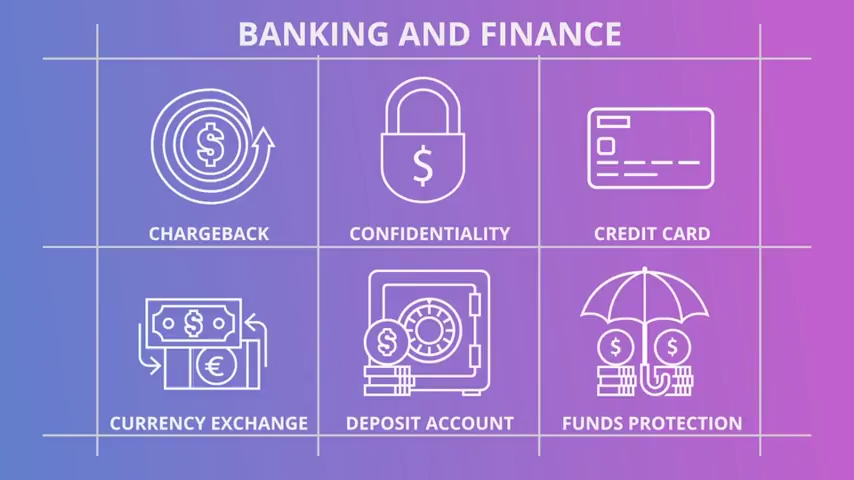 BANKING AND FINANCE
$
$
CHARGEBACK
CONFIDENTIALITY
CREDIT CARD
$
€
$
$
$
CURRENCY EXCHANGE
DEPOSIT ACCOUNT
FUNDS PROTECTION